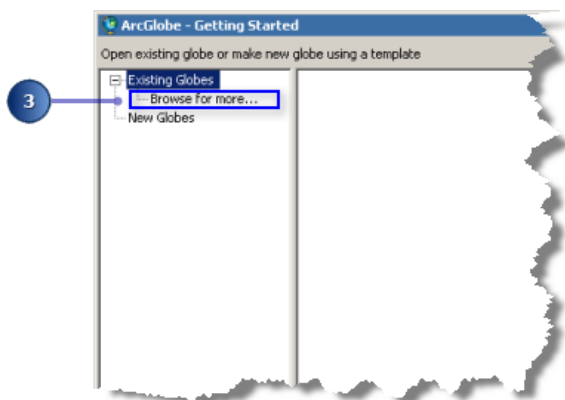 ArcGlobe - Getting Started
Open existing globe or make new globe using a template
Existing Globes
3
Browse for more...
New Globes